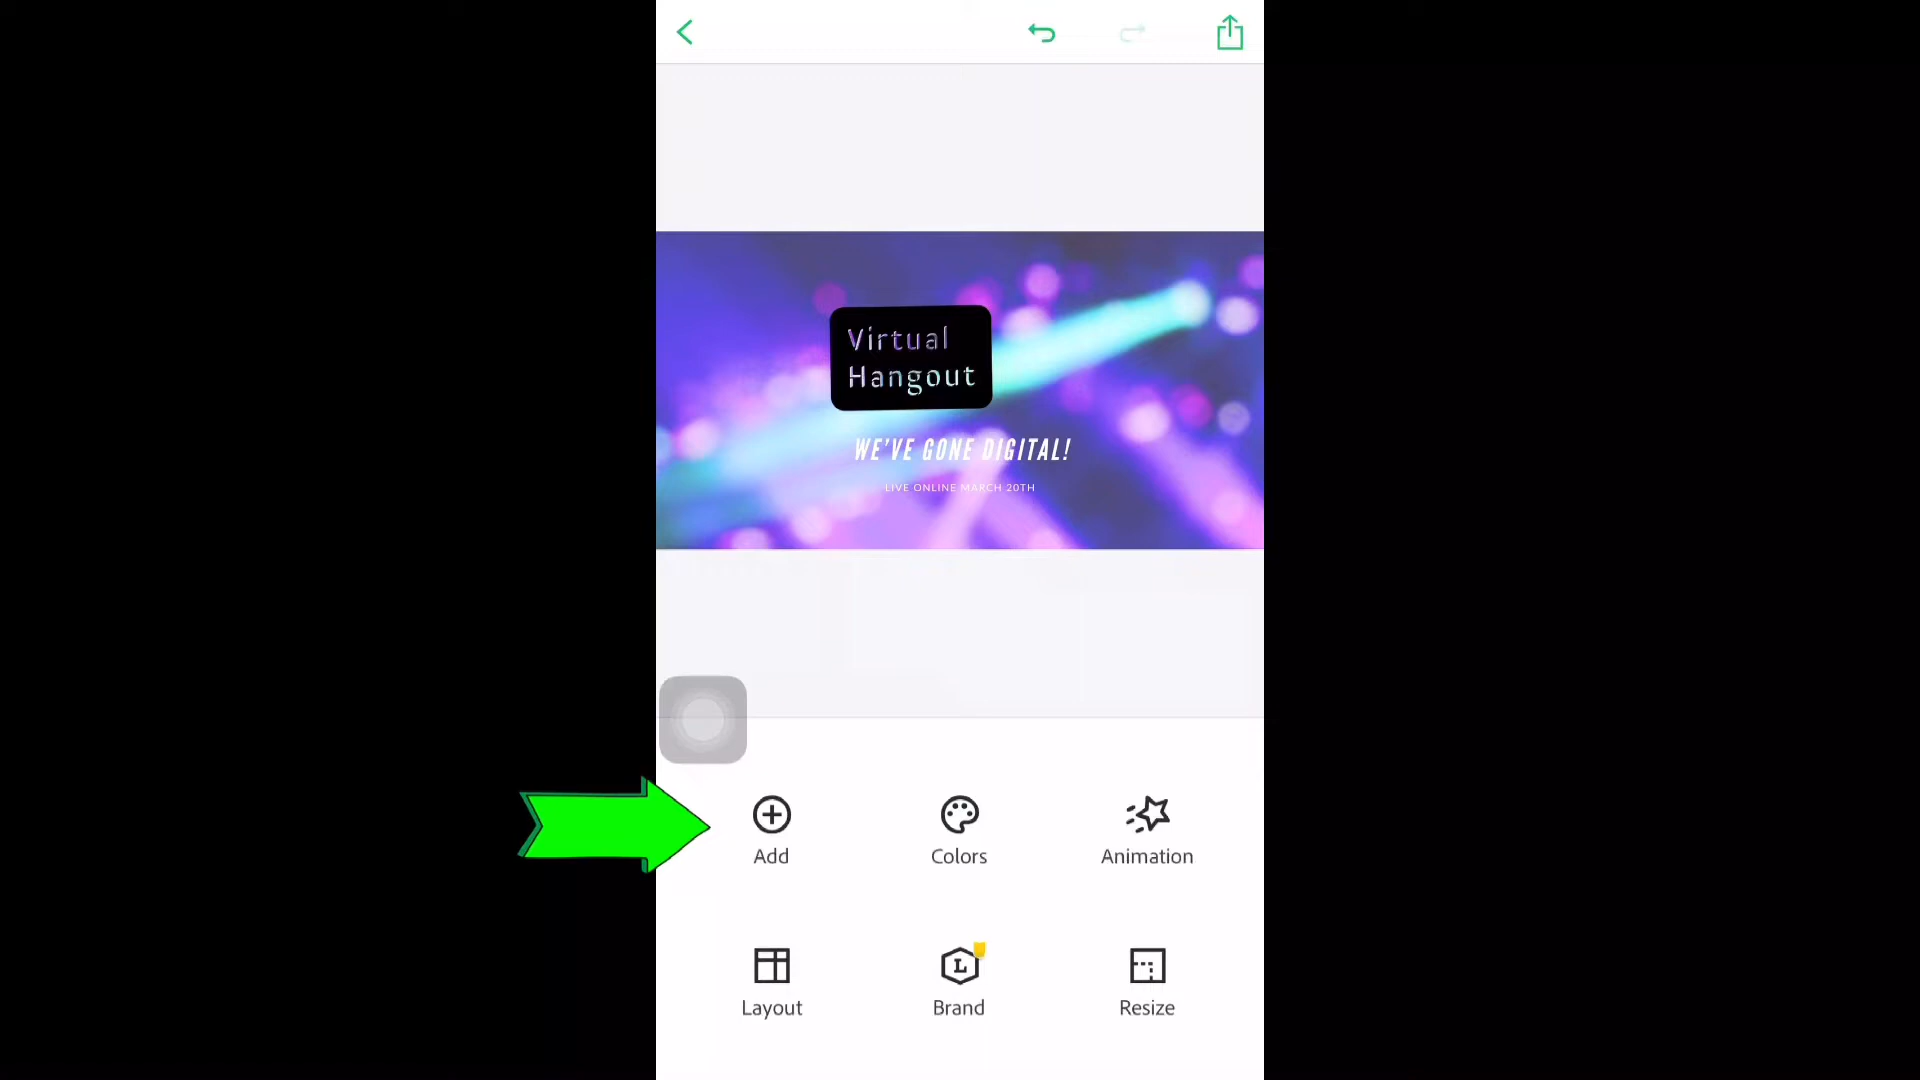 Virtual
Hangout
WE'VE GONE DIGITAL!
LIVE ONLINE MARCH 20TH
Add
Colors
Animation
Layout
L
Brand
Resize